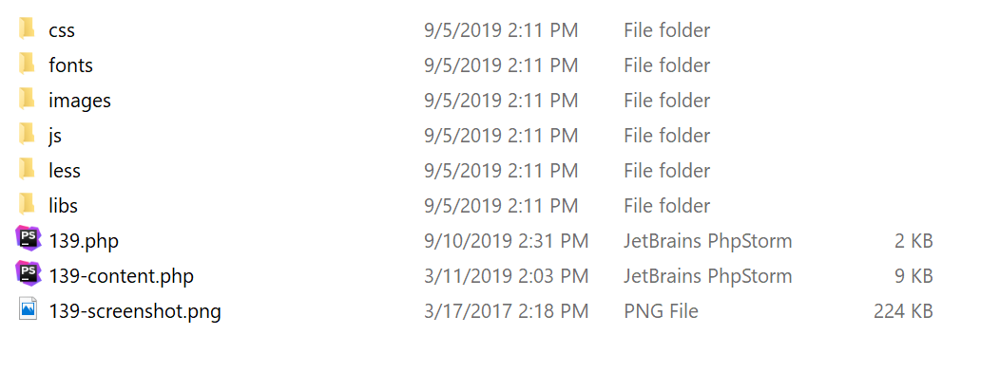 css 9/5/2019 2:11 PM File folder
fonts 9/5/2019 2:11 PM File folder
images 9/5/2019 2:11 PM File folder
js 9/5/2019 2:11 PM File folder
less 9/5/2019 2:11 PM File folder
libs 9/5/2019 2:11 PM File folder
PS 139.php 9/10/2019 2:31 PM JetBrains PhpStorm 2 KB
PS 139-content.php 3/11/2019 2:03 PM JetBrains PhpStorm 9 KB
139-screenshot.png 3/17/2017 2:18 PM PNG File 224 KB